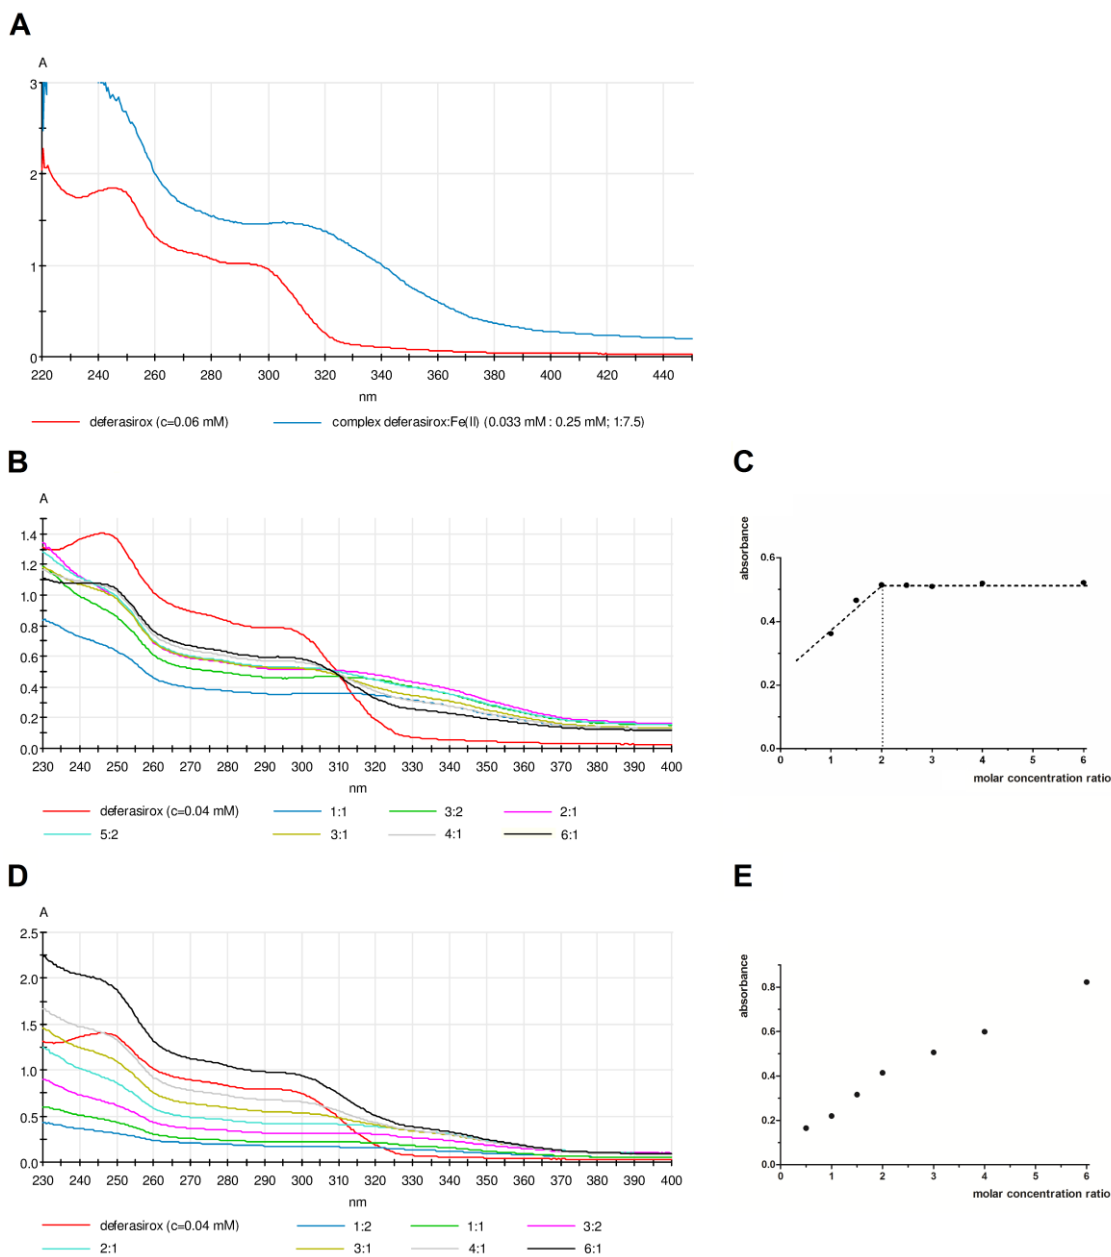 A
A
3
2
1
0
220 240 260 280 300 320 340 360 380 400 420 440
nm
deferasirox (c=0.06 mM)
complex deferasirox:Fe(II) (0.033 mM : 0.25 mM; 1:7.5)
B
A
1.4
1.2
1.0
0.8
0.6
0.4
0.2
0.0
230 240 250 260 270 280 290 300 310 320 330 340 350 360 370 380 390 400
nm
deferasirox (c=0.04 mM) 1:1 3:2 2:1
5:2 3:1 4:1 6:1
C
absorbance
0.6
0.4
0.2
0.0
0 1 2 3 4 5 6
molar concentration ratio
D
A
2.5
2.0
1.5
1.0
0.5
0.0
230 240 250 260 270 280 290 300 310 320 330 340 350 360 370 380 390 400
nm
deferasirox (c=0.04 mM) 1:2 1:1 3:2
2:1 3:1 4:1 6:1
E
absorbance
0.8
0.6
0.4
0.2
0.0
0 1 2 3 4 5 6
molar concentration ratio